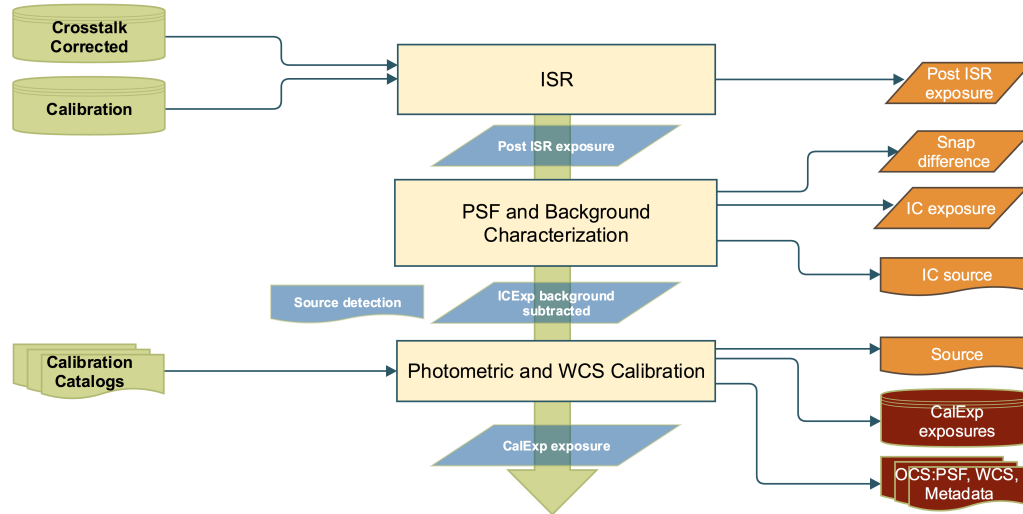 Crosstalk
Corrected
Calibration
ISR
Post ISR
exposure
Post ISR exposure
Snap
difference
PSF and Background
Characterization
IC exposure
IC source
Source detection
ICExp background
subtracted
Calibration
Catalogs
Photometric and WCS Calibration
Source
CalExp
exposures
CalExp exposure
OCS:PSF, WCS,
Metadata